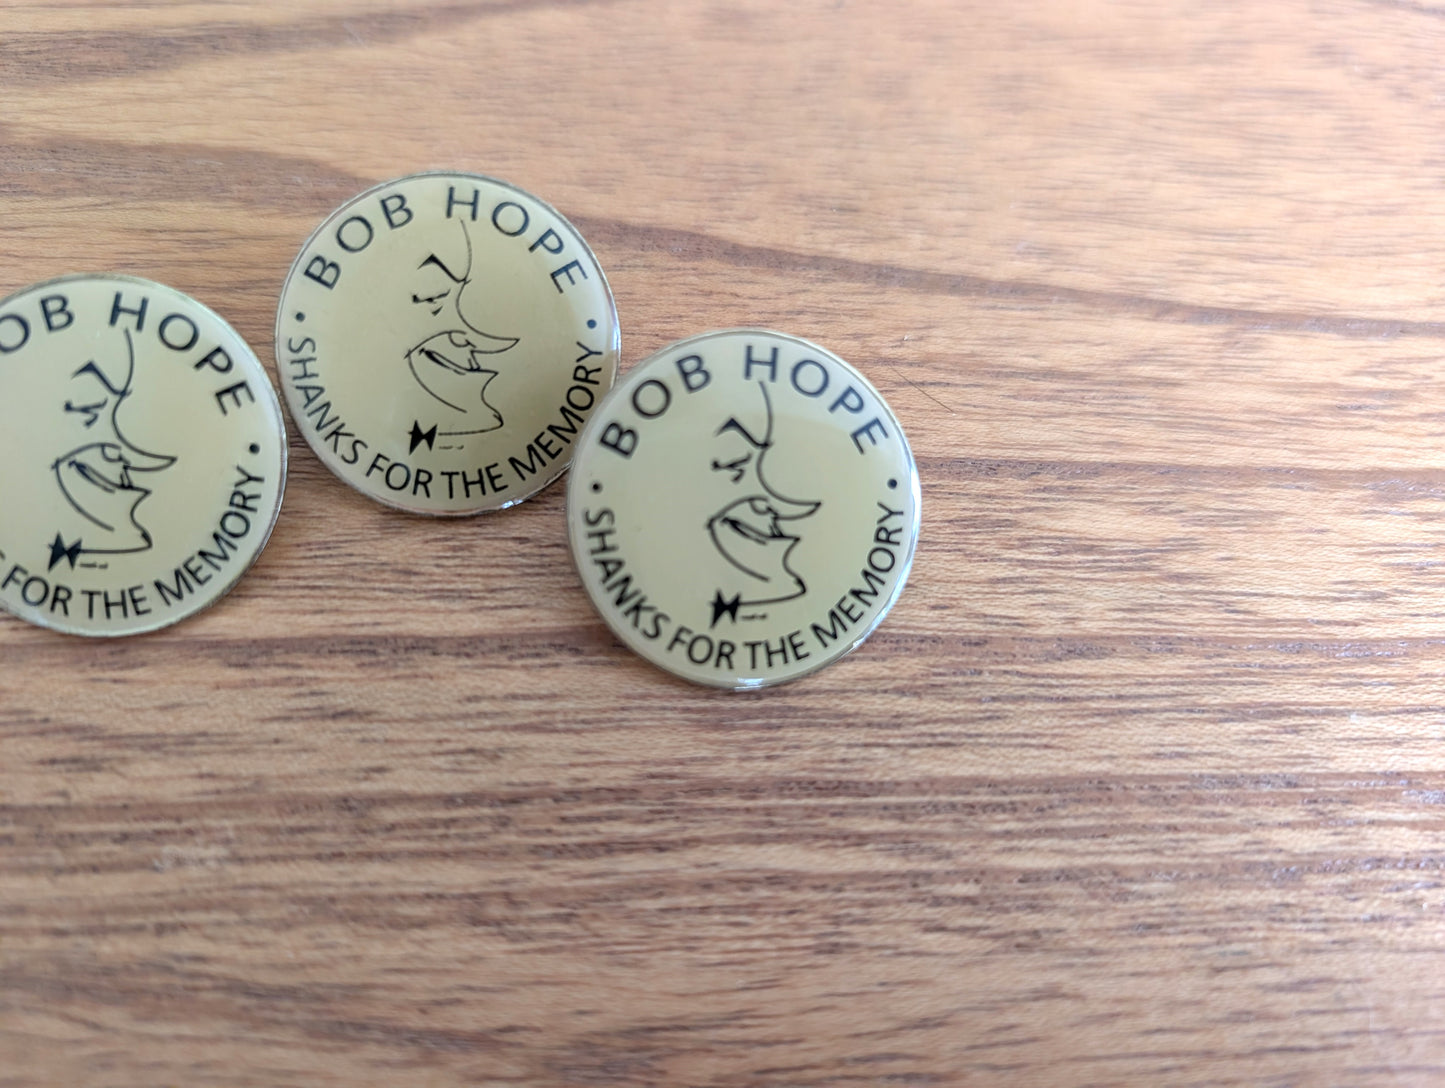 BOB HOPE
SHANKS FOR THE MEMORY
OB HOPE
FOR THE MEMORY
BOB HOPE
SHANKS FOR THE MEMORY